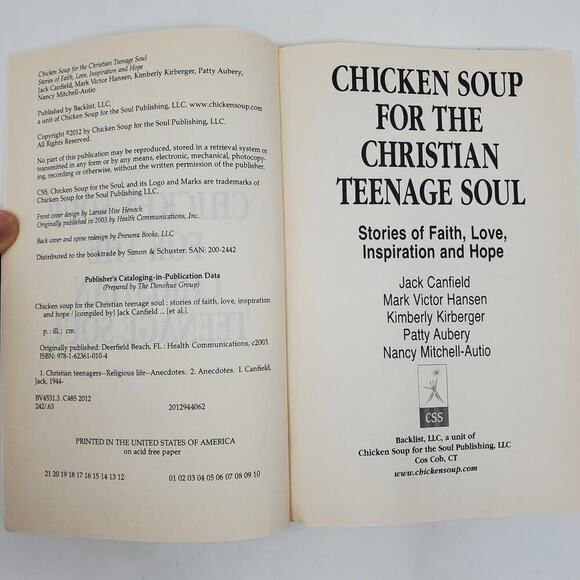 Chicken Soup for the Christian Teenage Soul
Stories of Faith, Love, Inspiration and Hope
Jack Canfield, Mark Victor Hansen, Kimberly Kirberger, Patty Aubery,
Nancy Mitchell-Autio
Published by Backlist, LLC,
a unit of Chicken Soup for the Soul Publishing, LLC. www.chickensoup.com
Copyright ©2012 by Chicken Soup for the Soul Publishing, LLC.
All Rights Reserved.
No part of this publication may be reproduced, stored in a retrieval system or
transmitted in any form or by any means, electronic, mechanical, photocopy-
ing, recording or otherwise, without the written permission of the publisher.
CSS, Chicken Soup for the Soul, and its Logo and Marks are trademarks of
Chicken Soup for the Soul Publishing, LLC.
Front cover design by Larissa Hise Henoch
Originally published in 2003 by Health Communications, Inc.
Back cover and spine redesign by Pneuma Books, LLC
Distributed to the booktrade by Simon & Schuster. SAN: 200-2442
Publisher's Cataloging-in-Publication Data
(Prepared by The Donohue Group)
Chicken soup for the Christian teenage soul : stories of faith, love, inspiration
and hope / [compiled by] Jack Canfield ... [et al.].
p. : ill. ; cm.
Originally published: Deerfield Beach, FL : Health Communications, c2003.
ISBN: 978-1-62361-010-4
1. Christian teenagers--Religious life--Anecdotes. 2. Anecdotes. I. Canfield,
Jack, 1944-
BV4531.3 .C485 2012
242/.63 2012944062
PRINTED IN THE UNITED STATES OF AMERICA
on acid free paper
21 20 19 18 17 16 15 14 13 12 01 02 03 04 05 06 07 08 09 10
CHICKEN SOUP
FOR THE
CHRISTIAN
TEENAGE SOUL
Stories of Faith, Love,
Inspiration and Hope
Jack Canfield
Mark Victor Hansen
Kimberly Kirberger
Patty Aubery
Nancy Mitchell-Autio
CSS
Backlist, LLC, a unit of
Chicken Soup for the Soul Publishing, LLC
Cos Cob, CT
www.chickensoup.com